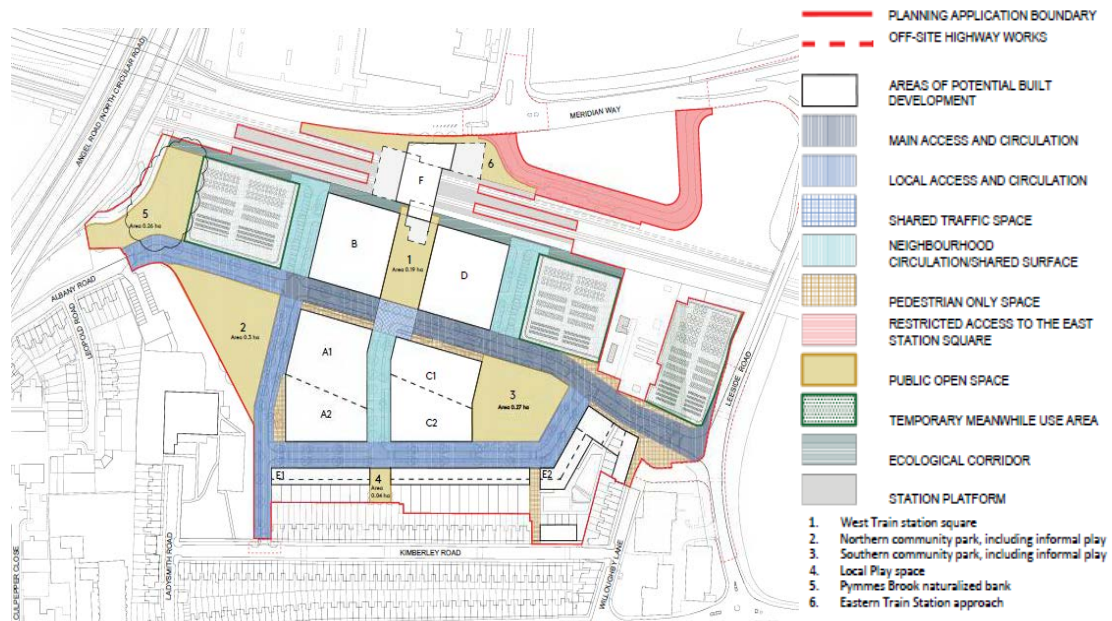 ANGEL ROAD (NORTH CIRCULAR ROAD)
MERIDIAN WAY
F
6
5
Area 0.26 ha
B
1
Area 0.19 ha
D
ALBANY ROAD
LEOPOLD ROAD
2
Area 0.3 ha
A1
C1
3
Area 0.27 ha
LEESIDE ROAD
A2
C2
E1
4
Area
0.06 ha
E2
CULPEPPER CLOSE
LADYSMITH ROAD
KIMBERLEY ROAD
WILLOUGHBY LANE
PLANNING APPLICATION BOUNDARY
OFF-SITE HIGHWAY WORKS
AREAS OF POTENTIAL BUILT
DEVELOPMENT
MAIN ACCESS AND CIRCULATION
LOCAL ACCESS AND CIRCULATION
SHARED TRAFFIC SPACE
NEIGHBOURHOOD
CIRCULATION/SHARED SURFACE
PEDESTRIAN ONLY SPACE
RESTRICTED ACCESS TO THE EAST
STATION SQUARE
PUBLIC OPEN SPACE
TEMPORARY MEANWHILE USE AREA
ECOLOGICAL CORRIDOR
STATION PLATFORM
1. West Train station square
2. Northern community park, including informal play
3. Southern community park, including informal play
4. Local Play space
5. Pymmes Brook naturalized bank
6. Eastern Train Station approach